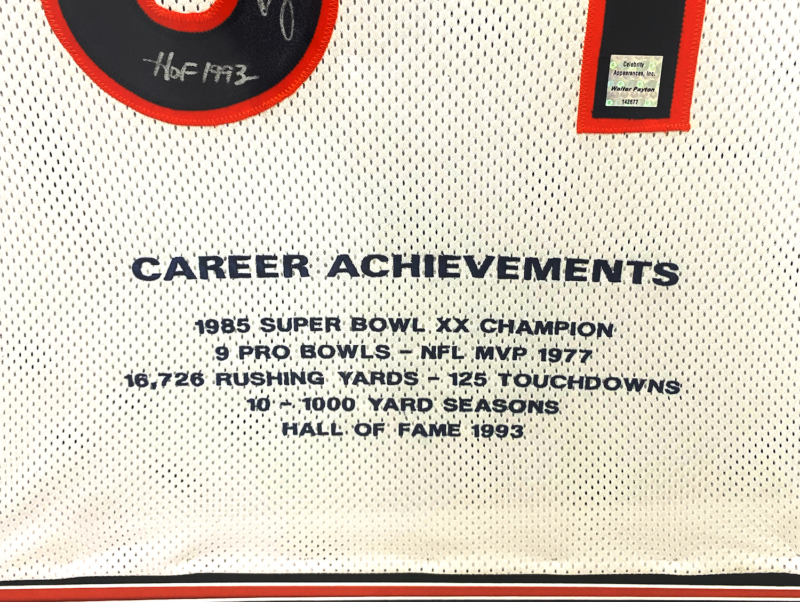 HOF 1993
Celebrity
Appearances, Inc.
Walter Payton
142577
CAREER ACHIEVEMENTS
1985 SUPER BOWL XX CHAMPION
9 PRO BOWLS - NFL MVP 1977
16,726 RUSHING YARDS - 125 TOUCHDOWNS
10 - 1000 YARD SEASONS
HALL OF FAME 1993